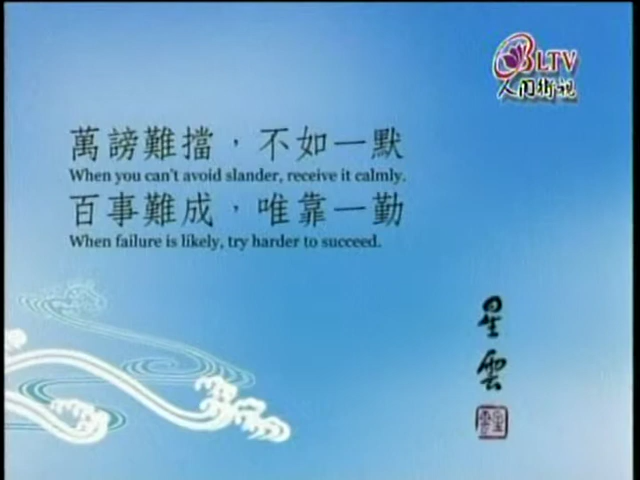 BLTV
人間衛視
萬謗難擋，不如一默
When you can't avoid slander, receive it calmly.
百事難成，唯靠一勤
When failure is likely, try harder to succeed.
星雲